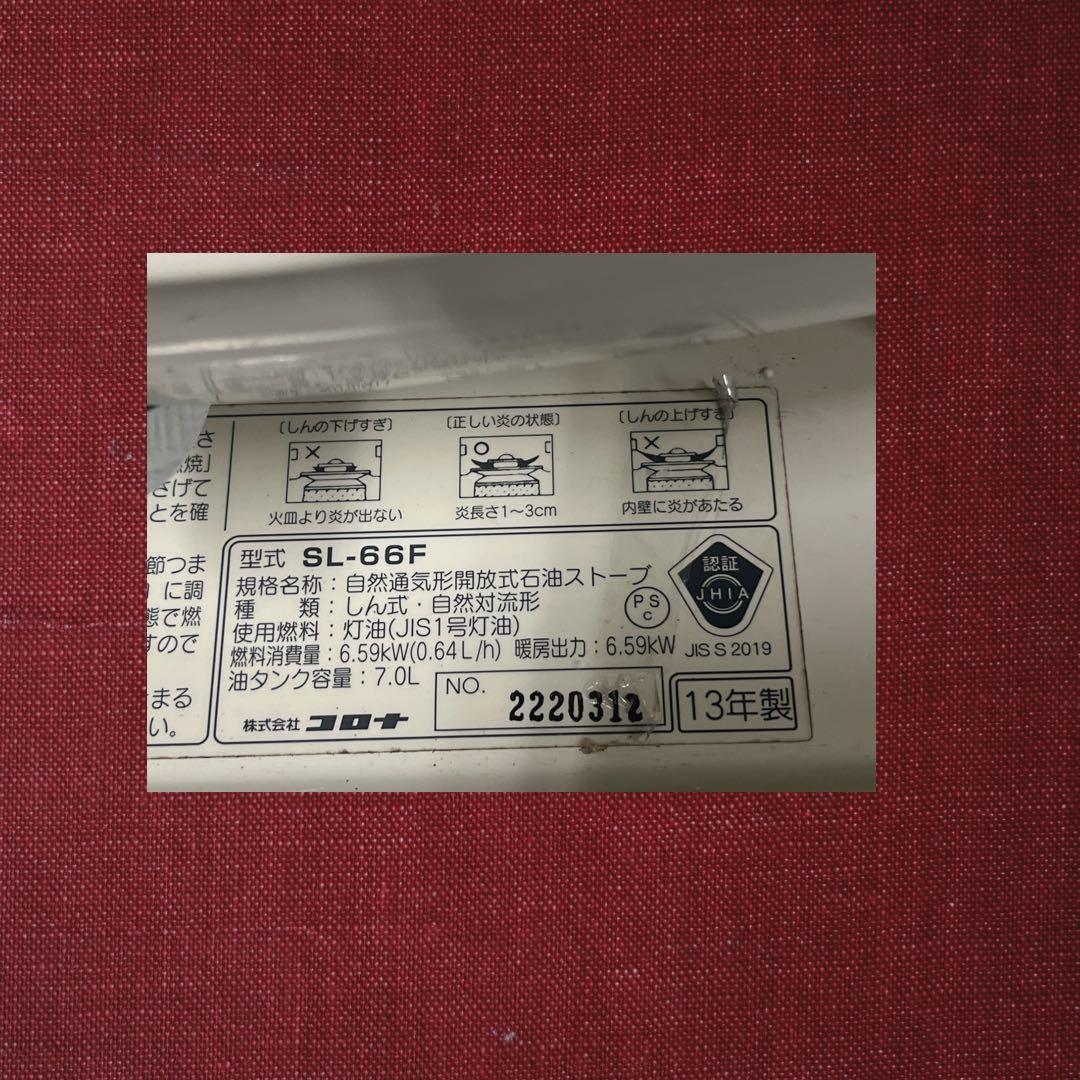 さ
焼」
さげて
とを確
節つま
に調
態で燃
すので
まる
い。
〔しんの下げすぎ〕
〔正しい炎の状態〕
〔しんの上げすぎ〕
火皿より炎が出ない
炎長さ1～3cm
内壁に炎があたる
型式 SL-66F
規格名称：自然通気形開放式石油ストーブ
種　　類：しん式・自然対流形
使用燃料：灯油(JIS1号灯油)
燃料消費量：6.59kW(0.64L/h) 暖房出力：6.59kW
油タンク容量：7.0L
PS
C
認証
JHIA
JIS S 2019
株式会社 コロナ
NO. 2220312
13年製